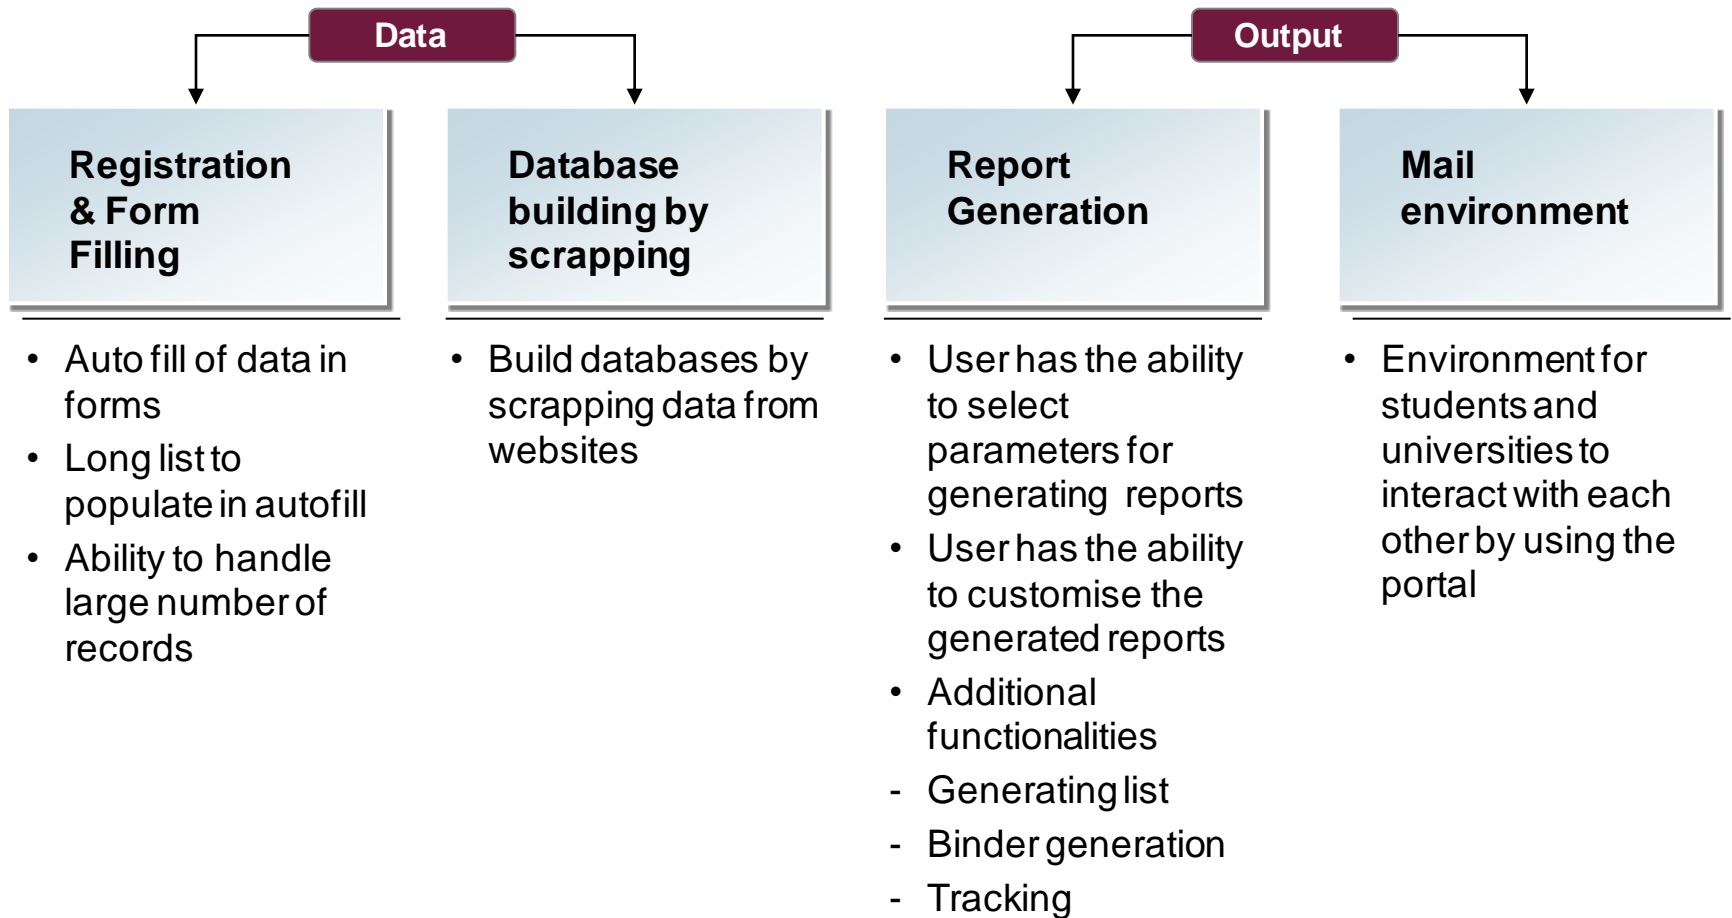 Data
Registration
& Form
Filling
• Auto fill of data in
forms
• Long list to
populate in autofill
• Ability to handle
large number of
records
Database
building by
scrapping
• Build databases by
scrapping data from
websites
Output
Report
Generation
• User has the ability
to select
parameters for
generating reports
• User has the ability
to customise the
generated reports
• Additional
functionalities
- Generating list
- Binder generation
- Tracking
Mail
environment
• Environment for
students and
universities to
interact with each
other by using the
portal